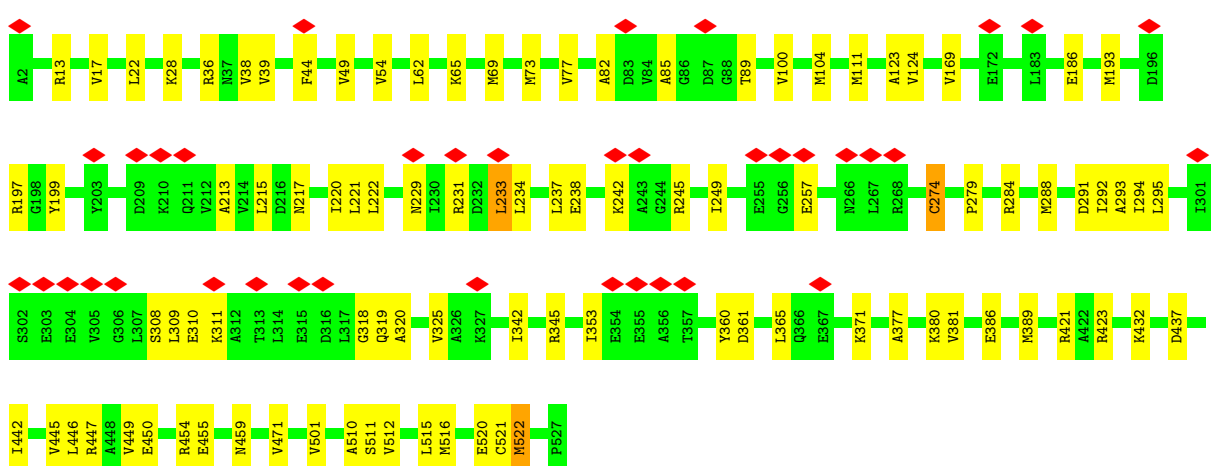 A2 R13 V17 L22 K28 R36 N37 V38 V39 F44 V49 V54 L62 K65 M69 M73 V77 A82 D83 V84 A85 G86 D87 G88 T89 V100 M104 M111 A123 V124 V169 E172 L183 E186 M193 D196
R197 G198 Y199 Y203 D209 K210 Q211 V212 A213 V214 L215 D216 N217 I220 L221 L222 N229 I230 R231 D232 L233 L234 L237 E238 K242 A243 G244 R245 I249 E255 G256 E257 N266 L267 R268 C274 P279 R284 M288 D291 I292 A293 I294 L295 I301
S302 E303 E304 V305 G306 L307 S308 L309 E310 K311 A312 T313 L314 E315 D316 L317 G318 Q319 A320 V325 A326 K327 I342 R345 I353 E354 E355 A356 T357 Y360 D361 L365 Q366 E367 K371 A377 K380 V381 E386 M389 R421 A422 R423 K432 D437
I442 V445 L446 R447 A448 V449 E450 R454 E455 N459 V471 V501 A510 S511 V512 L515 M516 E520 C521 M522 P527